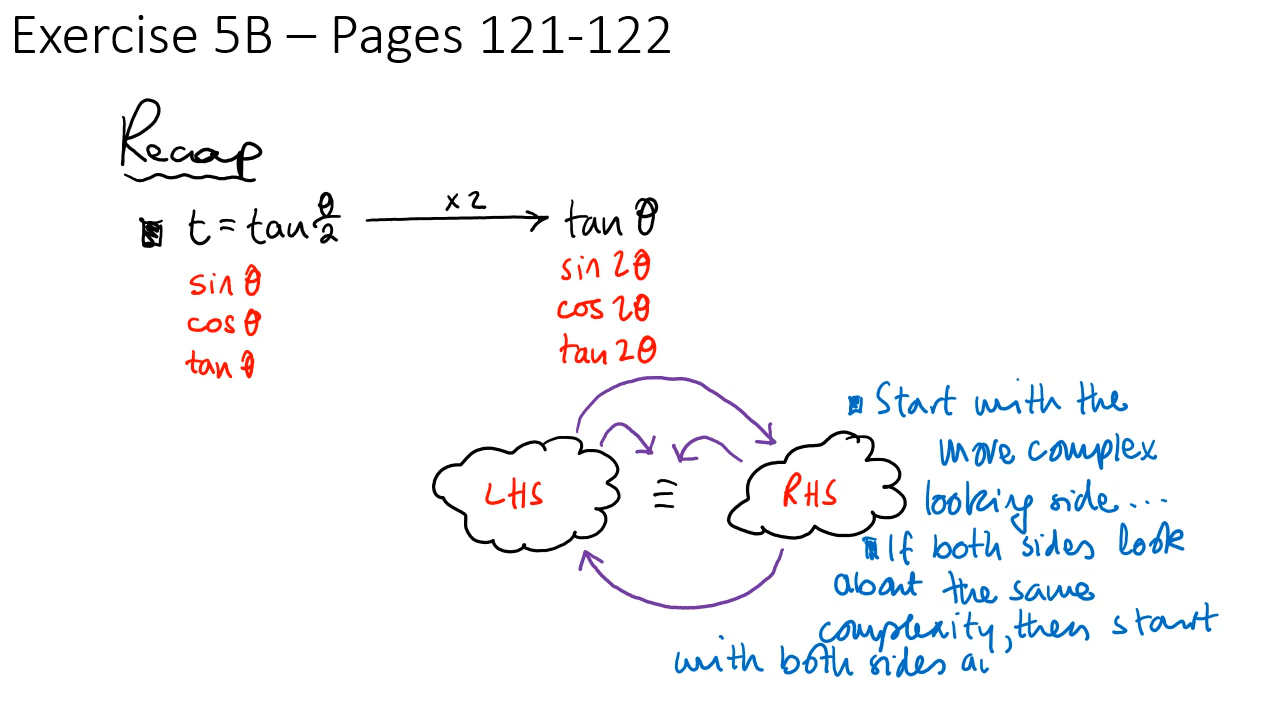 Exercise 5B – Pages 121-122
Recap
t = tan θ/2
×2
tan θ
sin θ
cos θ
tan θ
sin 2θ
cos 2θ
tan 2θ
LHS ≡ RHS
Start with the
more complex
looking side...
If both sides look
about the same
complexity, then start
with both sides